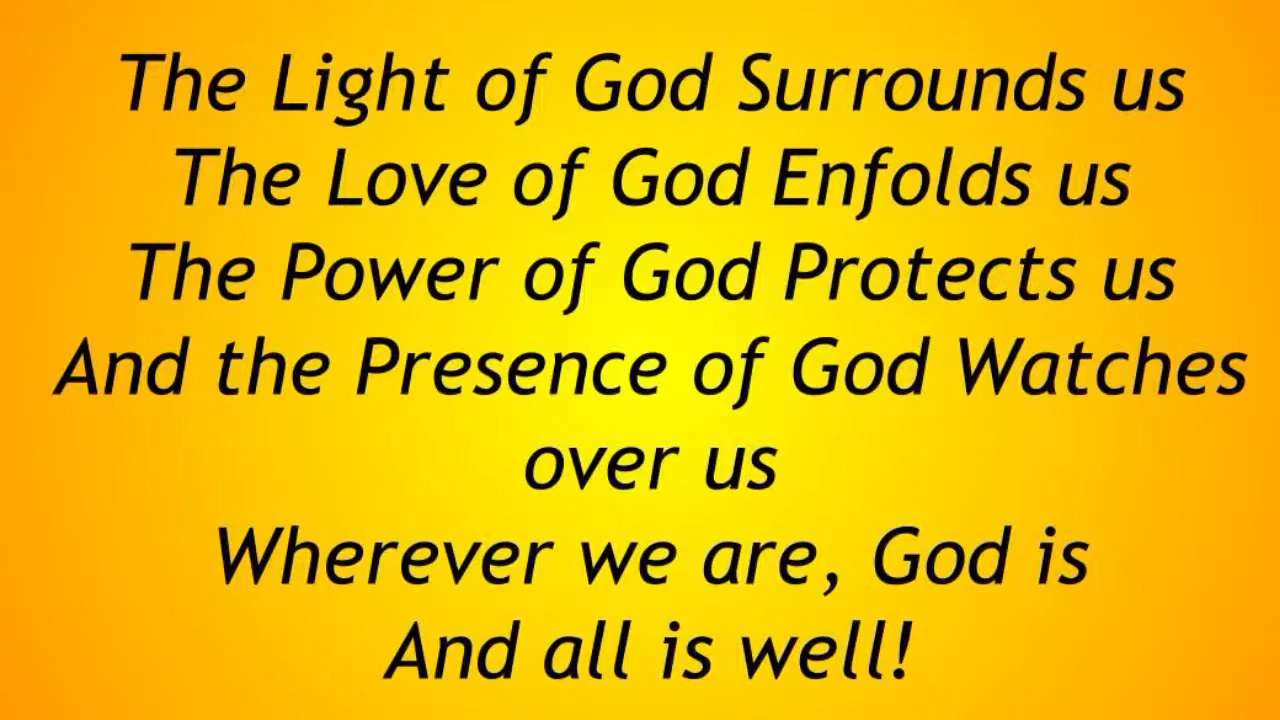 The Light of God Surrounds us
The Love of God Enfolds us
The Power of God Protects us
And the Presence of God Watches
over us
Wherever we are, God is
And all is well!